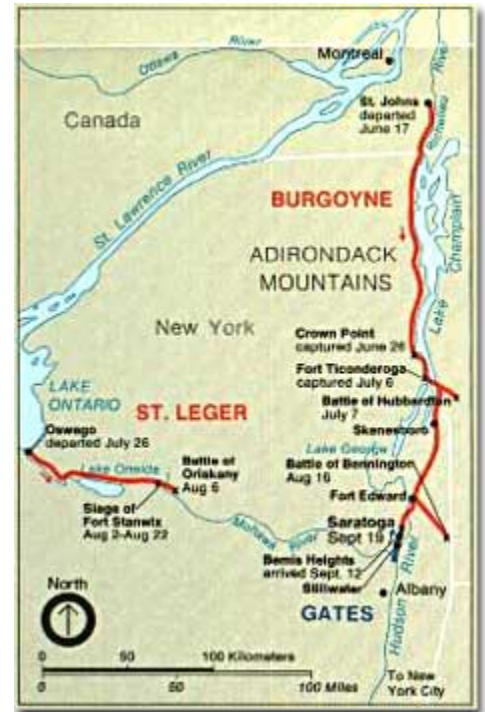 Ottawa River
Montreal
St. Johns
departed
June 17
Richelieu
River
Canada
St. Lawrence River
BURGOYNE
Lake Champlain
ADIRONDACK
MOUNTAINS
New York
Crown Point
captured June 26
Fort Ticonderoga
captured July 6
LAKE
ONTARIO
Battle of Hubbardton
July 7
ST. LEGER
Skenesboro
Oswego
departed July 26
Lake George
Lake Oneida
Battle of
Oriskany
Aug 6
Battle of Bennington
Aug 16
Siege of
Fort Stanwix
Aug 2-Aug 22
Fort Edward
Mohawk River
Saratoga
Sept 19
Bemis Heights
arrived Sept. 12
Stillwater
North
Albany
GATES
Hudson River
0 50 100 Kilometers
0 50 100 Miles
To New
York City